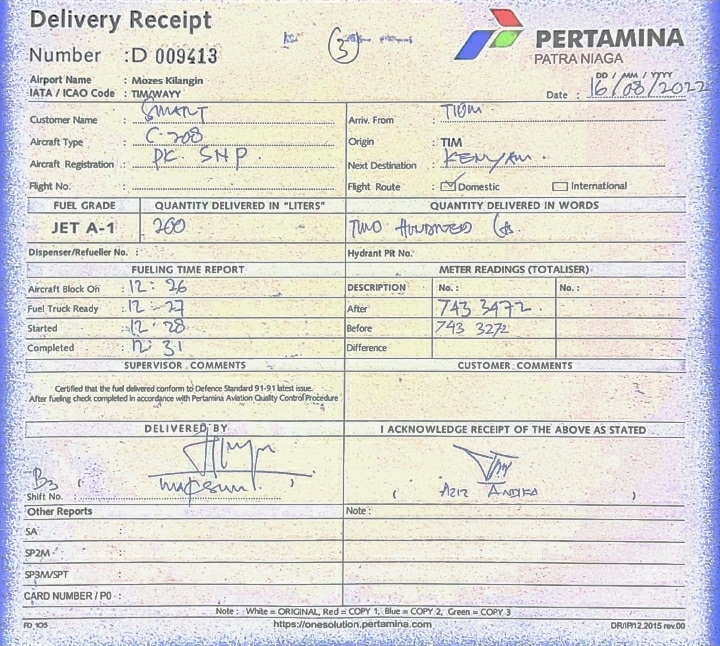 Delivery Receipt
Number : D 009413
3
PERTAMINA
PATRA NIAGA
Airport Name : Mozes Kilangin
IATA / ICAO Code : TIM/WAYY
DD / MM / YYYY
Date : 16/08/2022
Customer Name : SMART
Arriv. From TIOM
Aircraft Type : C-208
Origin : TIM
Aircraft Registration : PK. SNP.
Next Destination : KENYAM.
Flight No. :
Flight Route : Domestic International
FUEL GRADE QUANTITY DELIVERED IN "LITERS" QUANTITY DELIVERED IN WORDS
JET A-1 200 TWO HUNDRED
Dispenser/Refueller No. : Hydrant Pit No.
FUELING TIME REPORT METER READINGS (TOTALISER)
Aircraft Block On : 12 : 26 DESCRIPTION No. : No. :
Fuel Truck Ready : 12 : 27 After 743 3472.
Started : 12 : 28 Before 743 3272
Completed : 12 : 31 Difference
SUPERVISOR COMMENTS CUSTOMER COMMENTS
Certified that the fuel delivered conform to Defence Standard 91-91 latest issue.
After fueling check completed in accordance with Pertamina Aviation Quality Control Procedure
DELIVERED BY I ACKNOWLEDGE RECEIPT OF THE ABOVE AS STATED
B3 (
Shift No. :
( AZIZ ANDIKA )
Other Reports Note :
SA :
SP2M :
SP3M/SPT :
CARD NUMBER / PO :
Note : White = ORIGINAL, Red = COPY 1, Blue = COPY 2, Green = COPY 3
FD_105 https://onesolution.pertamina.com DR/IP/12.2015 rev.00